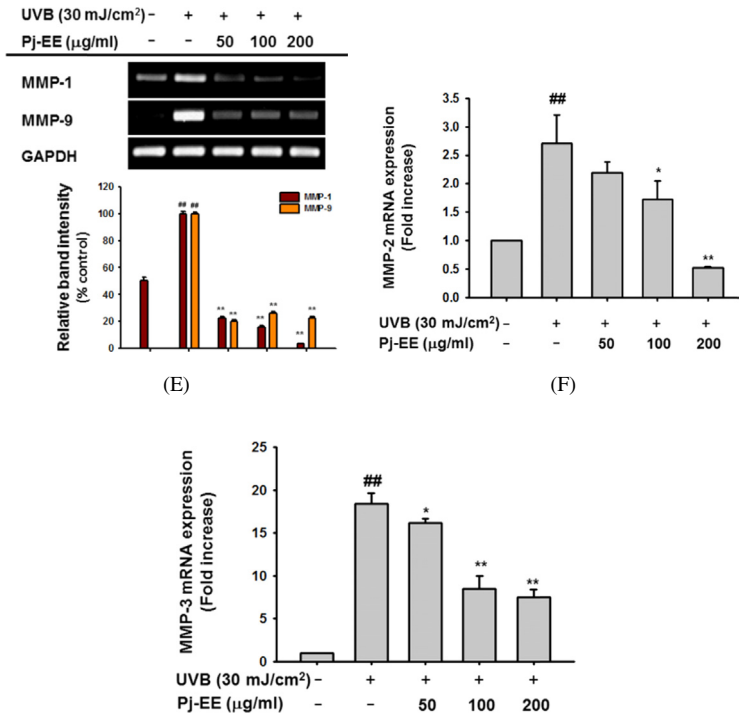 UVB (30 mJ/cm²) – + + + +
Pj-EE (μg/ml) – – 50 100 200
MMP-1
MMP-9
GAPDH
Relative band intensity
(% control)
120
100
80
60
40
20
0
## ##
** **
** **
** **
MMP-1
MMP-9
(E)
MMP-2 mRNA expression
(Fold increase)
3.5
3.0
2.5
2.0
1.5
1.0
0.5
0.0
##
*
**
UVB (30 mJ/cm²) – + + + +
Pj-EE (μg/ml) – – 50 100 200
(F)
MMP-3 mRNA expression
(Fold increase)
25
20
15
10
5
0
##
*
**
**
UVB (30 mJ/cm²) – + + + +
Pj-EE (μg/ml) – – 50 100 200